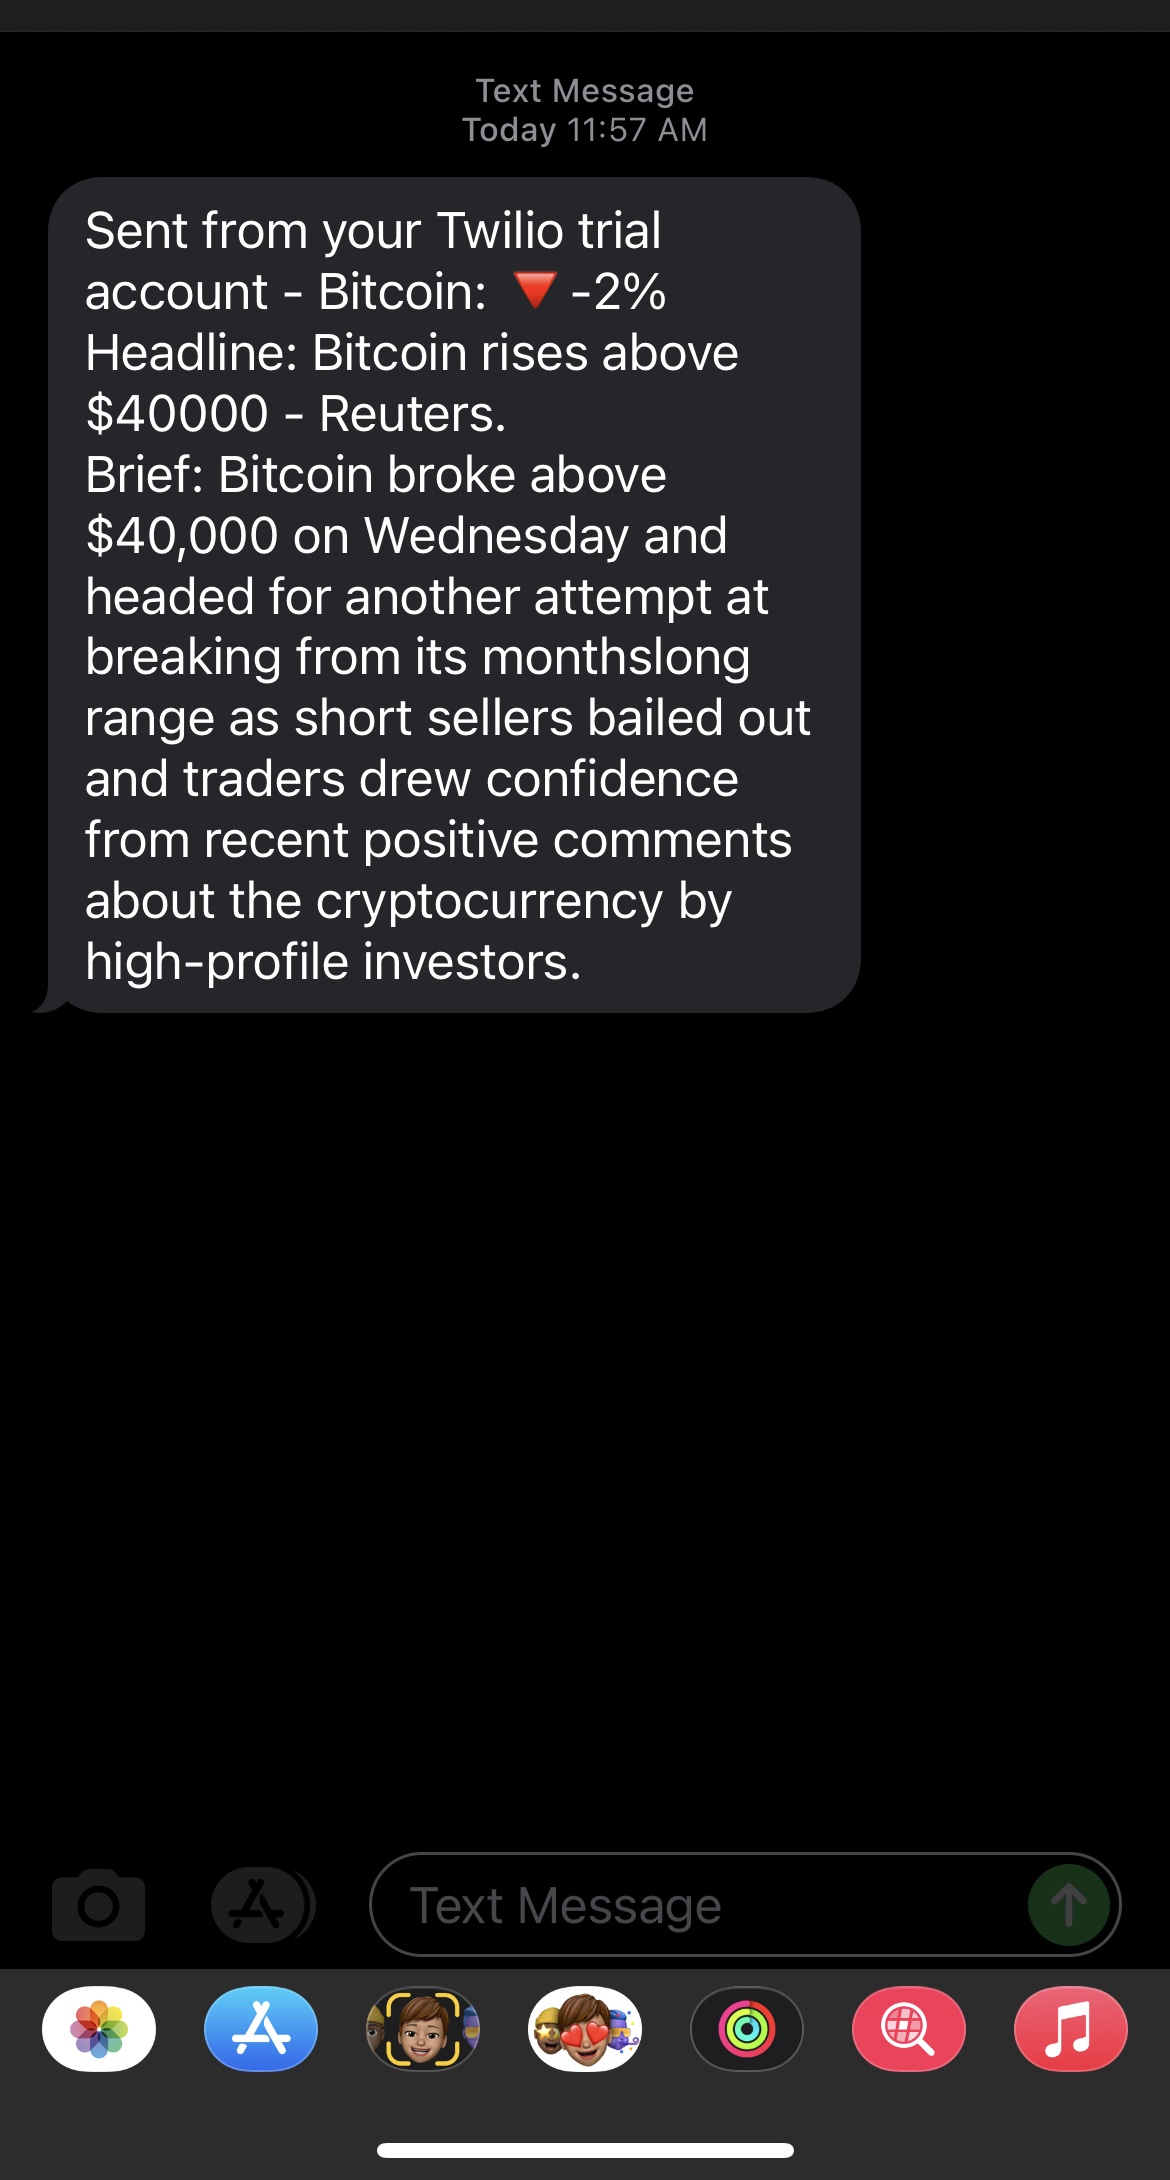 Text Message
Today 11:57 AM
Sent from your Twilio trial
account - Bitcoin: 🔻-2%
Headline: Bitcoin rises above
$40000 - Reuters.
Brief: Bitcoin broke above
$40,000 on Wednesday and
headed for another attempt at
breaking from its monthslong
range as short sellers bailed out
and traders drew confidence
from recent positive comments
about the cryptocurrency by
high-profile investors.
Text Message